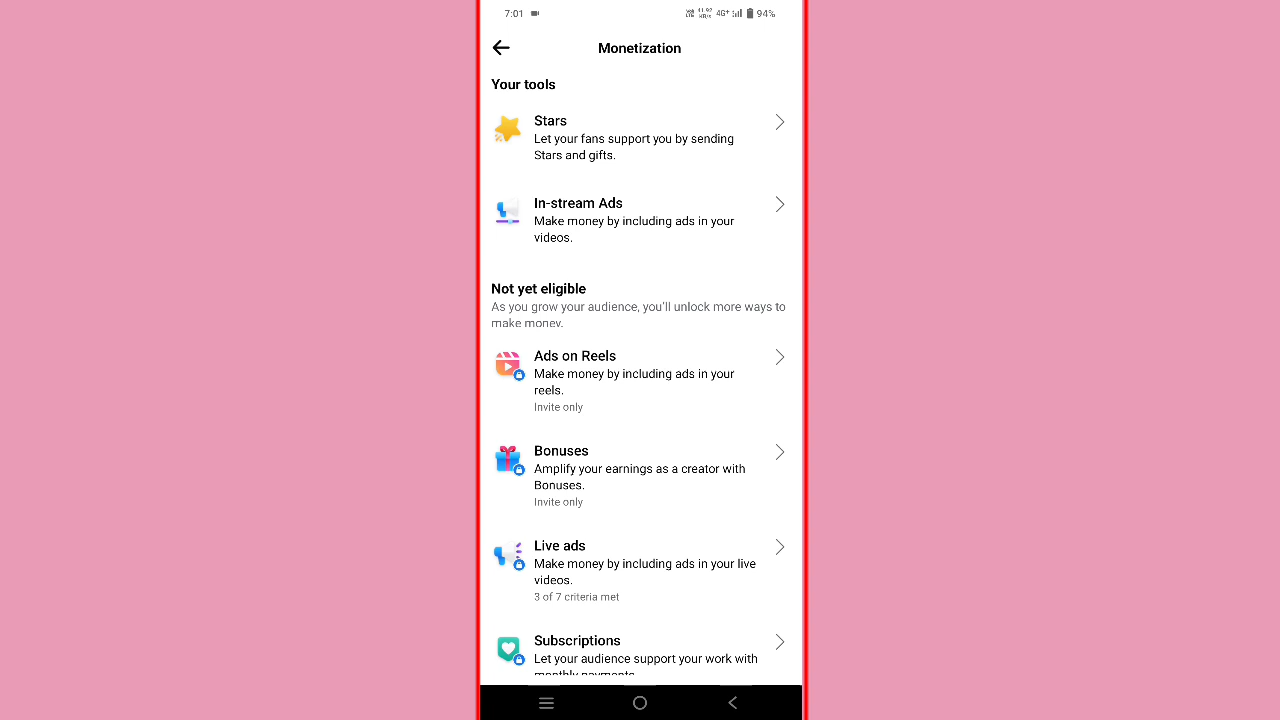 7:01 4G+ 94%
Monetization
Your tools
Stars
Let your fans support you by sending
Stars and gifts.
In-stream Ads
Make money by including ads in your
videos.
Not yet eligible
As you grow your audience, you'll unlock more ways to
make money.
Ads on Reels
Make money by including ads in your
reels.
Invite only
Bonuses
Amplify your earnings as a creator with
Bonuses.
Invite only
Live ads
Make money by including ads in your live
videos.
3 of 7 criteria met
Subscriptions
Let your audience support your work with
monthly payments